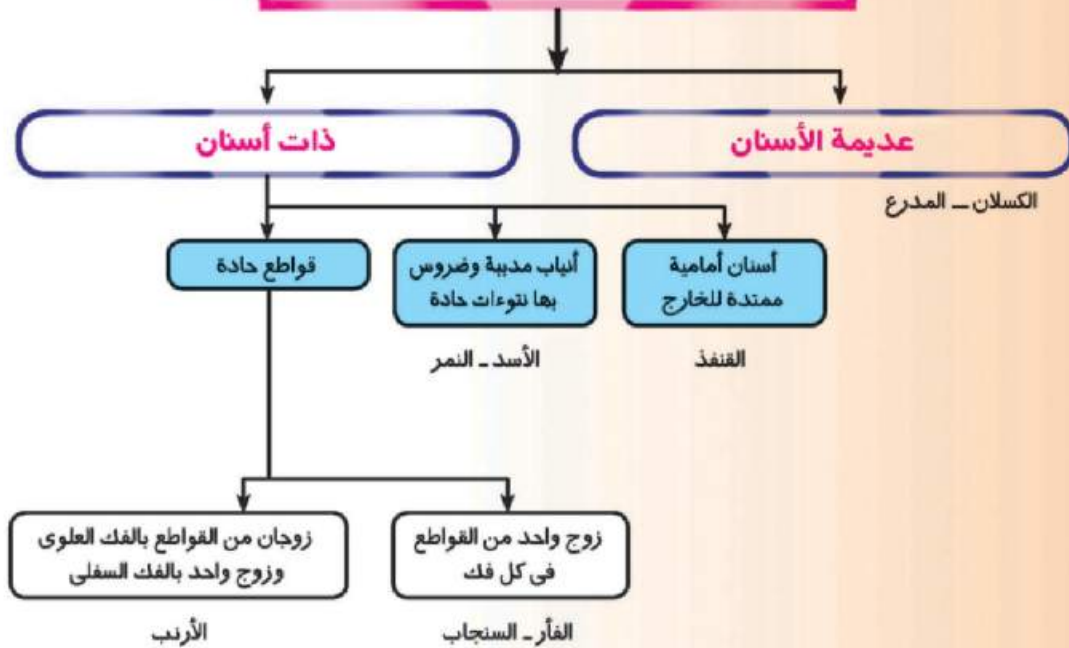 عديمة الأسنان
ذات أسنان
الكسلان – المدرع
أسنان أمامية
ممتدة للخارج
أنياب مدببة وضروس
بها نتوءات حادة
قواطع حادة
القنفذ
الأسد – النمر
زوج واحد من القواطع
فى كل فك
زوجان من القواطع بالفك العلوى
وزوج واحد بالفك السفلى
الفأر – السنجاب
الأرنب